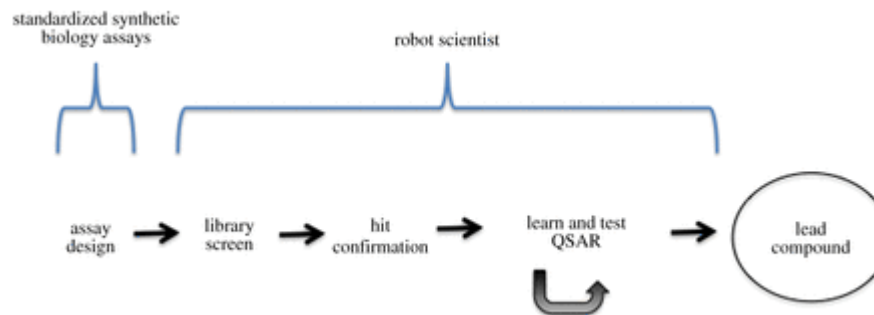 standardized synthetic
biology assays
robot scientist
assay
design
library
screen
hit
confirmation
learn and test
QSAR
lead
compound